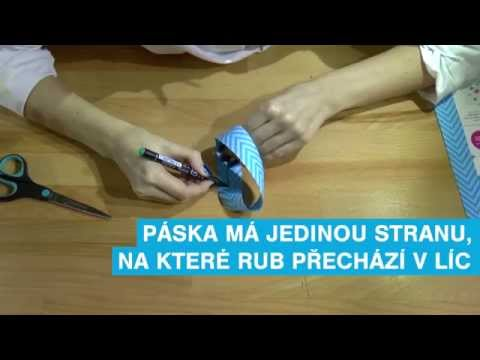 PÁSKA MÁ JEDINOU STRANU,
NA KTERÉ RUB PŘECHÁZÍ V LÍC